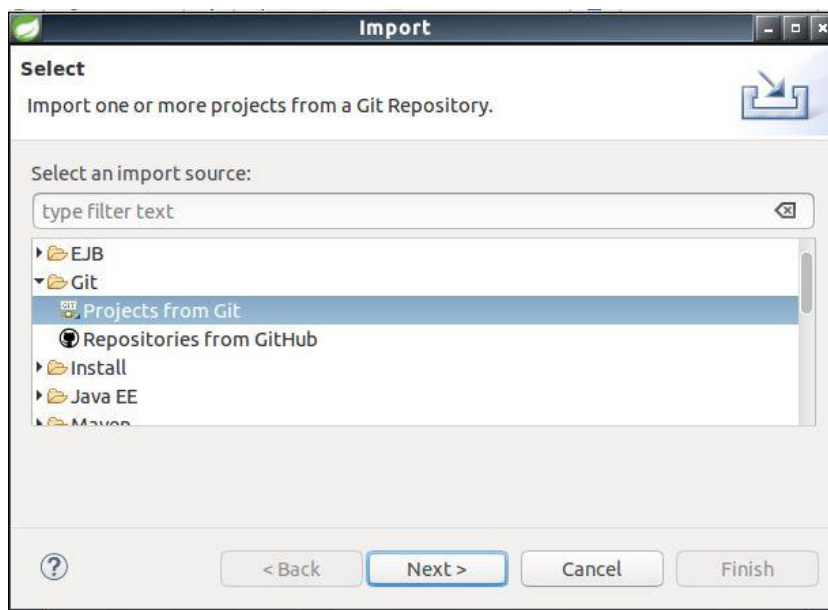 Import
Select
Import one or more projects from a Git Repository.
Select an import source:
type filter text
EJB
Git
Projects from Git
Repositories from GitHub
Install
Java EE
Maven
< Back
Next >
Cancel
Finish